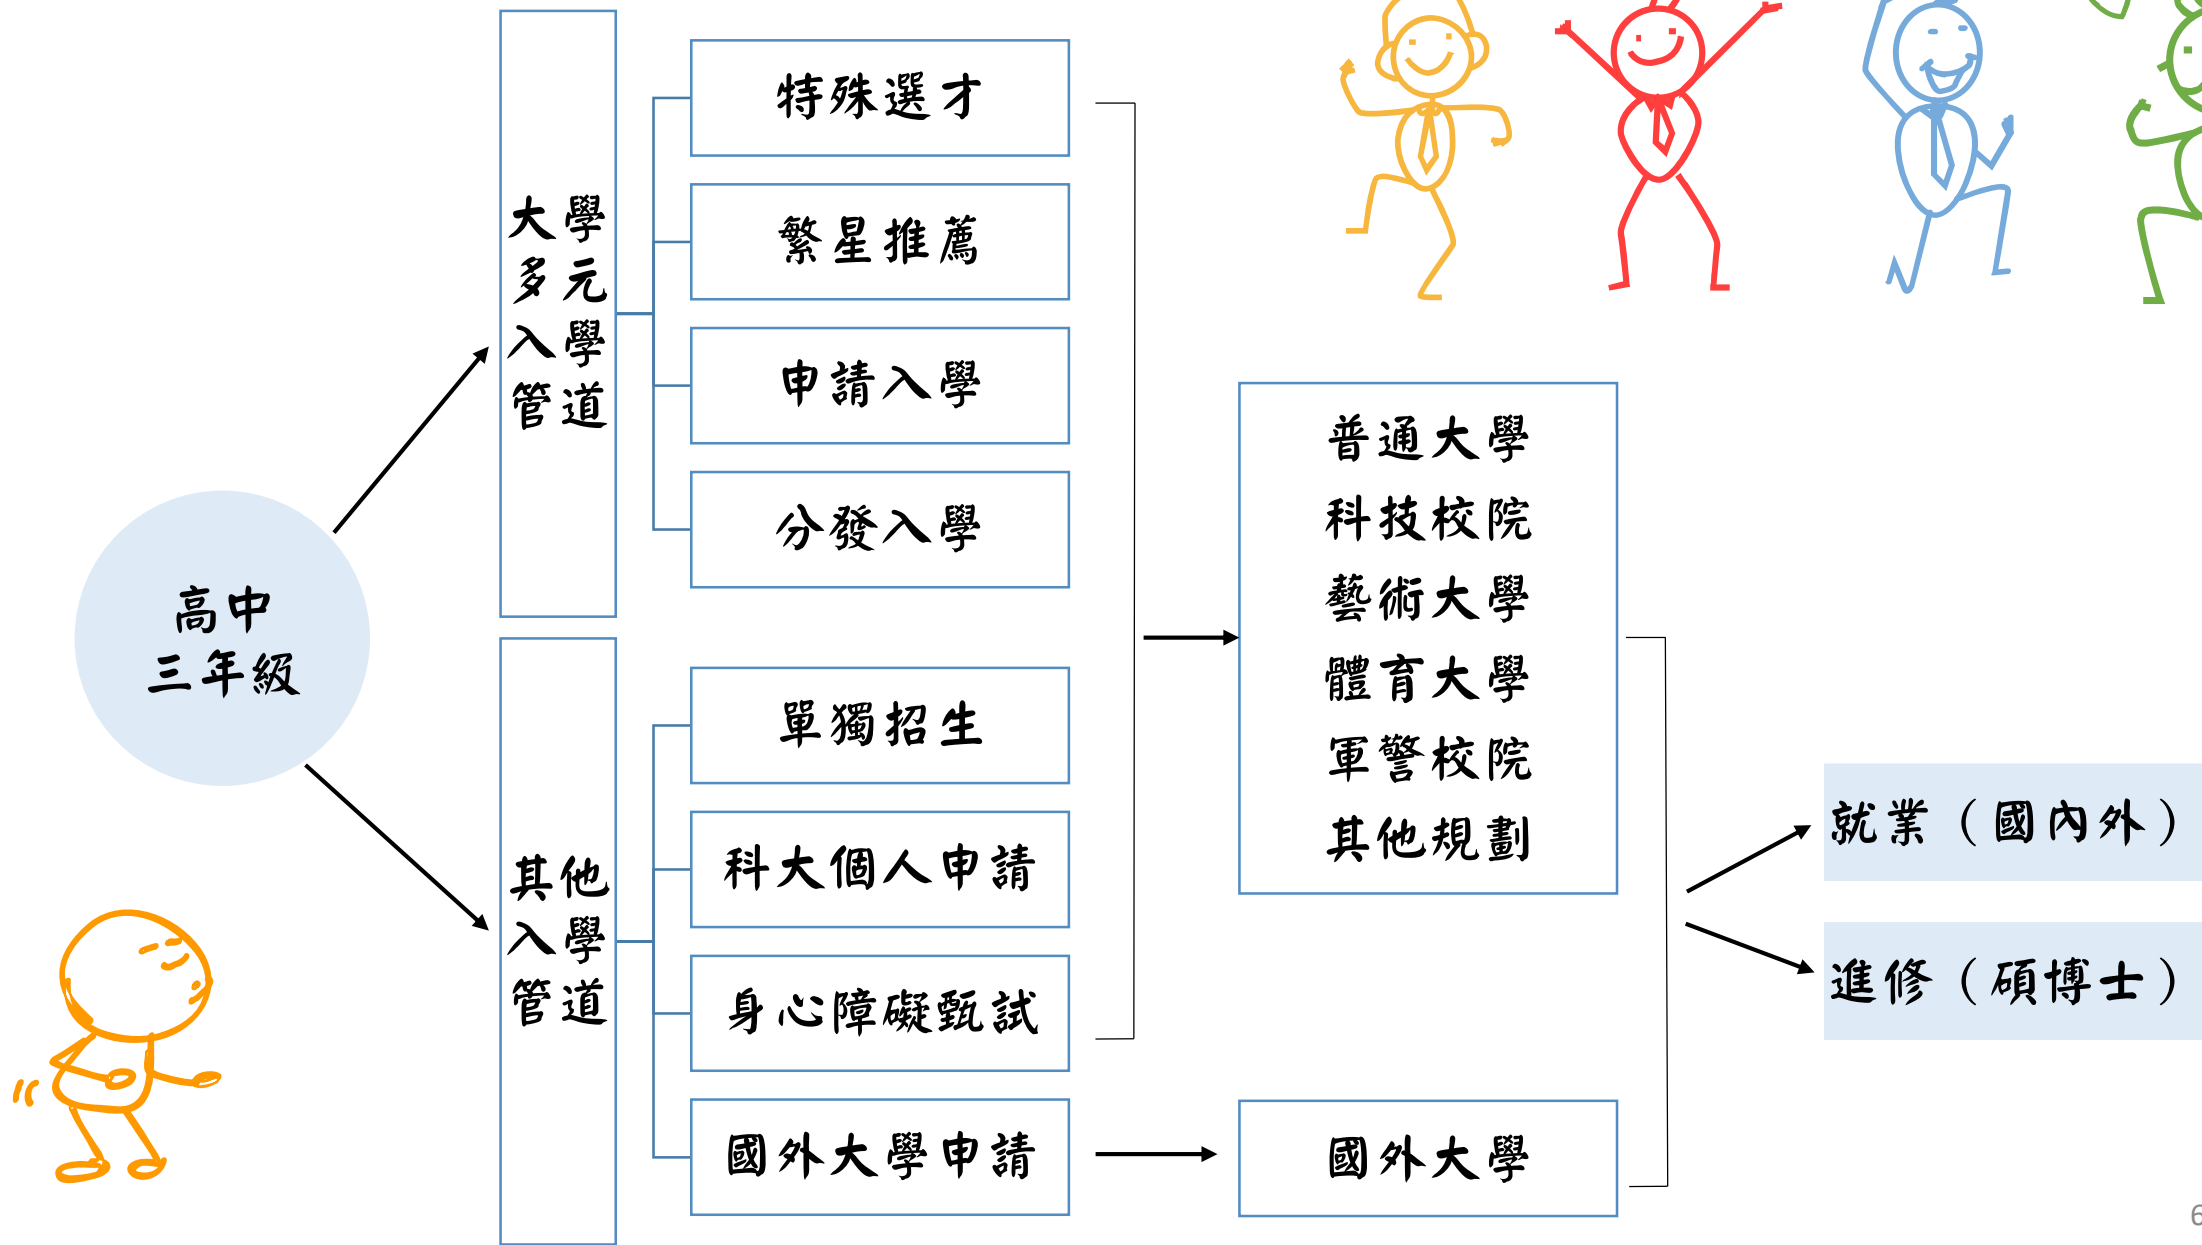 高中
三年級
大學
多元
入學
管道
特殊選才
繁星推薦
申請入學
分發入學
其他
入學
管道
單獨招生
科大個人申請
身心障礙甄試
國外大學申請
普通大學
科技校院
藝術大學
體育大學
軍警校院
其他規劃
國外大學
就業（國內外）
進修（碩博士）
6